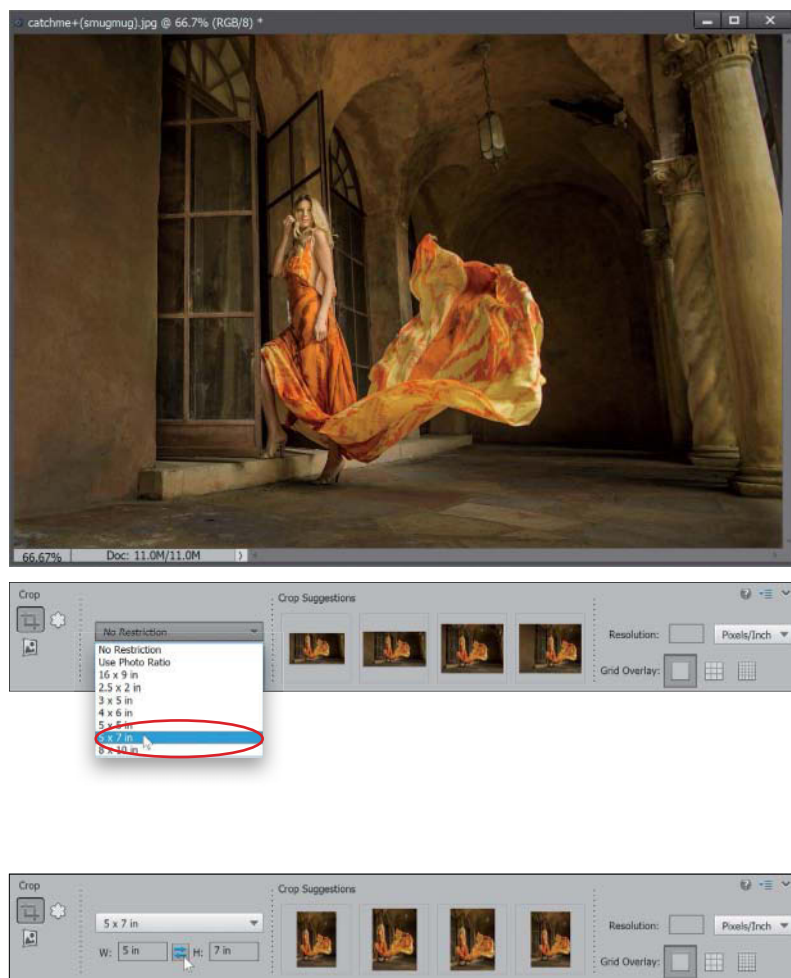 catchme+(smugmug).jpg @ 66.7% (RGB/8) *
66.67% Doc: 11.0M/11.0M
Crop
Crop Suggestions
No Restriction
Resolution: Pixels/Inch
Grid Overlay:
No Restriction
Use Photo Ratio
16 x 9 in
2.5 x 2 in
3 x 5 in
4 x 6 in
5 x 5 in
5 x 7 in
8 x 10 in
Crop
Crop Suggestions
5 x 7 in
Resolution: Pixels/Inch
W: 5 in H: 7 in
Grid Overlay: